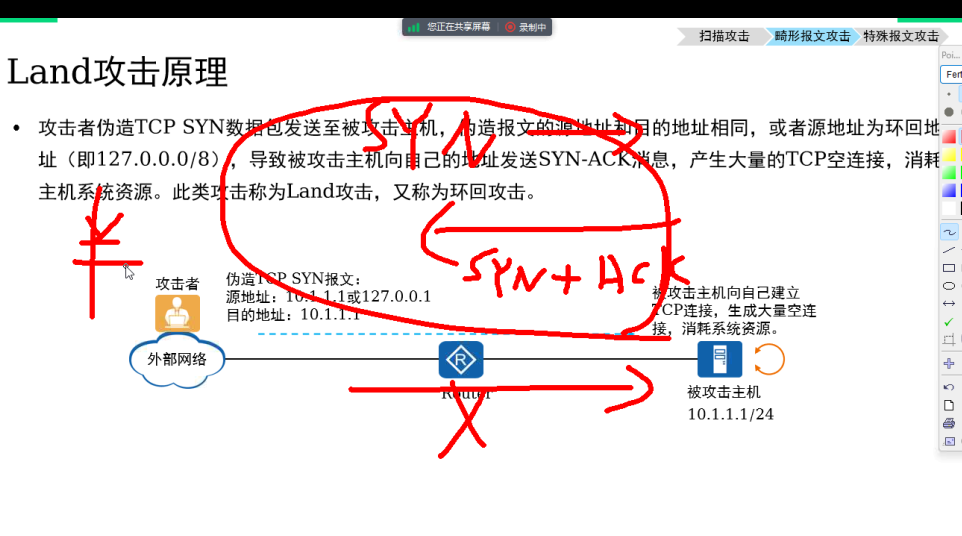 您正在共享屏幕 录制中
扫描攻击 畸形报文攻击 特殊报文攻击
Poi...
Land攻击原理
Fer
• 攻击者伪造TCP SYN数据包发送至被攻击主机，伪造报文的源地址和目的地址相同，或者源地址为环回地
址（即127.0.0.0/8），导致被攻击主机向自己的地址发送SYN-ACK消息，产生大量的TCP空连接，消耗
主机系统资源。此类攻击称为Land攻击，又称为环回攻击。
SYN
SYN+ACK
攻击者
伪造TCP SYN报文：
源地址：10.1.1.1或127.0.0.1
目的地址：10.1.1.1
被攻击主机向自己建立
TCP连接，生成大量空连
接，消耗系统资源。
外部网络
R
Router
被攻击主机
10.1.1.1/24